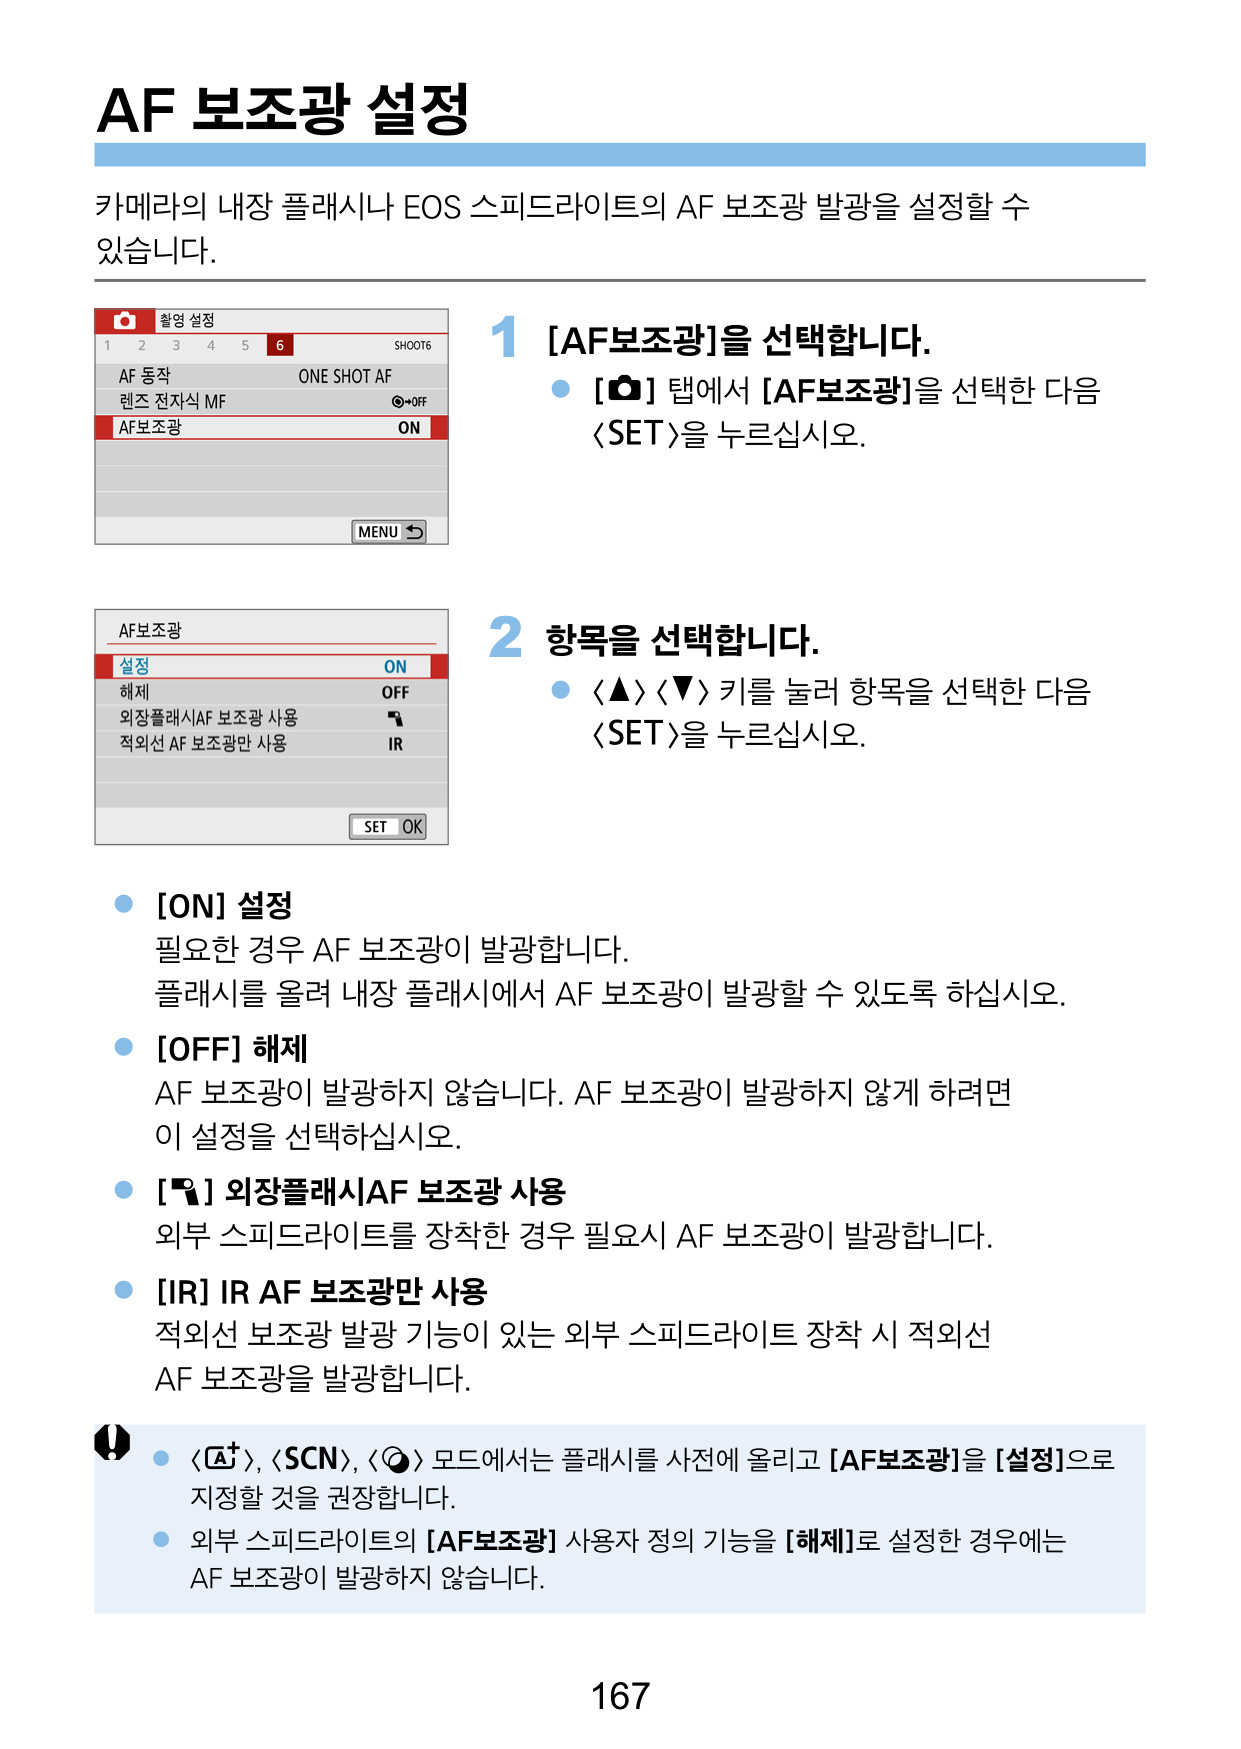 AF 보조광 설정
카메라의 내장 플래시나 EOS 스피드라이트의 AF 보조광 발광을 설정할 수
있습니다.
촬영 설정
1 2 3 4 5 6 SHOOT6
AF 동작 ONE SHOT AF
렌즈 전자식 MF ◎→OFF
AF보조광 ON
MENU
1 [AF보조광]을 선택합니다.
● [📷] 탭에서 [AF보조광]을 선택한 다음
〈SET〉을 누르십시오.
AF보조광
설정 ON
해제 OFF
외장플래시AF 보조광 사용
적외선 AF 보조광만 사용 IR
SET OK
2 항목을 선택합니다.
● 〈▲〉〈▼〉 키를 눌러 항목을 선택한 다음
〈SET〉을 누르십시오.
● [ON] 설정
필요한 경우 AF 보조광이 발광합니다.
플래시를 올려 내장 플래시에서 AF 보조광이 발광할 수 있도록 하십시오.
● [OFF] 해제
AF 보조광이 발광하지 않습니다. AF 보조광이 발광하지 않게 하려면
이 설정을 선택하십시오.
● [ ] 외장플래시AF 보조광 사용
외부 스피드라이트를 장착한 경우 필요시 AF 보조광이 발광합니다.
● [IR] IR AF 보조광만 사용
적외선 보조광 발광 기능이 있는 외부 스피드라이트 장착 시 적외선
AF 보조광을 발광합니다.
● 〈A+〉, 〈SCN〉, 〈 〉 모드에서는 플래시를 사전에 올리고 [AF보조광]을 [설정]으로
지정할 것을 권장합니다.
● 외부 스피드라이트의 [AF보조광] 사용자 정의 기능을 [해제]로 설정한 경우에는
AF 보조광이 발광하지 않습니다.
167